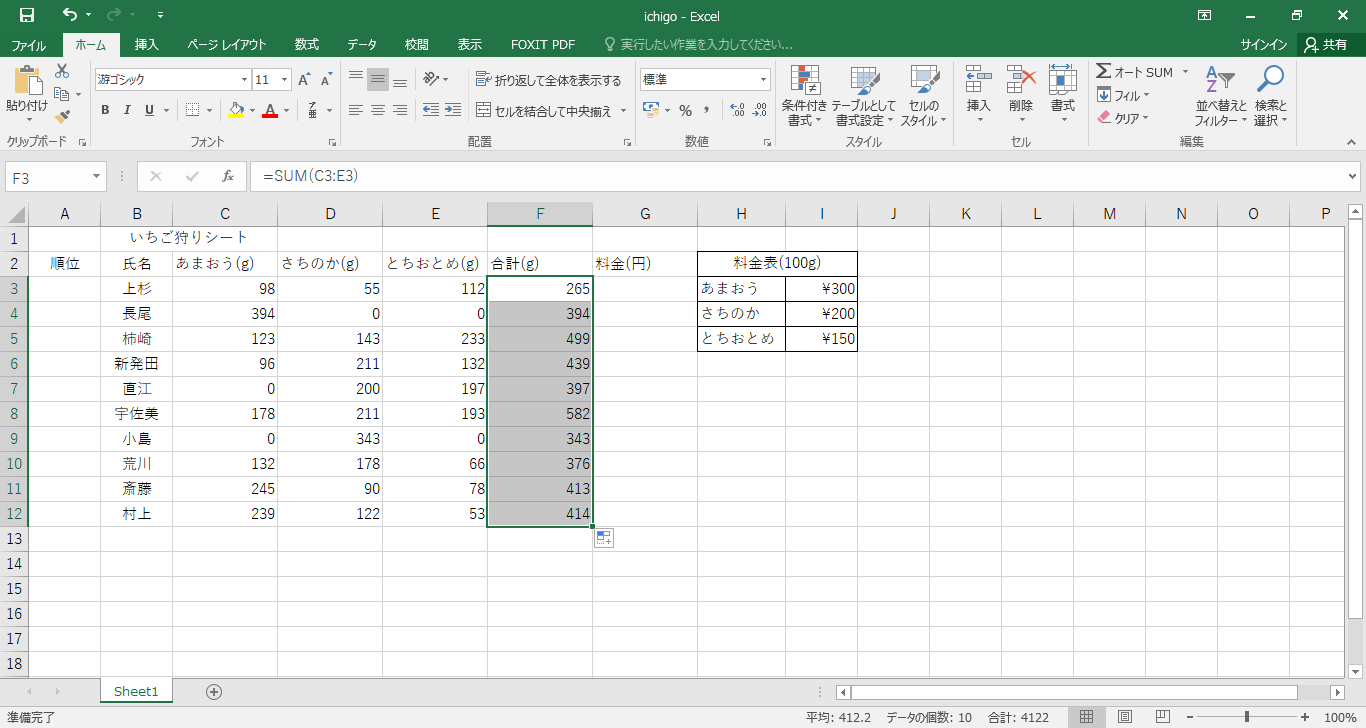 ichigo - Excel
ファイル ホーム 挿入 ページ レイアウト 数式 データ 校閲 表示 FOXIT PDF 実行したい作業を入力してください... サインイン 共有
貼り付け
クリップボード
游ゴシック 11
B I U
フォント
折り返して全体を表示する
セルを結合して中央揃え
配置
標準
数値
条件付き書式 テーブルとして書式設定 セルのスタイル
スタイル
挿入 削除 書式
セル
オート SUM
フィル
クリア
並べ替えとフィルター 検索と選択
編集
F3 fx =SUM(C3:E3)
A B C D E F G H I J K L M N O P
1 いちご狩りシート
2 順位 氏名 あまおう(g) さちのか(g) とちおとめ(g) 合計(g) 料金(円) 料金表(100g)
3 上杉 98 55 112 265 あまおう ¥300
4 長尾 394 0 0 394 さちのか ¥200
5 柿崎 123 143 233 499 とちおとめ ¥150
6 新発田 96 211 132 439
7 直江 0 200 197 397
8 宇佐美 178 211 193 582
9 小島 0 343 0 343
10 荒川 132 178 66 376
11 斎藤 245 90 78 413
12 村上 239 122 53 414
13
14
15
16
17
18
Sheet1
準備完了 平均: 412.2 データの個数: 10 合計: 4122 100%